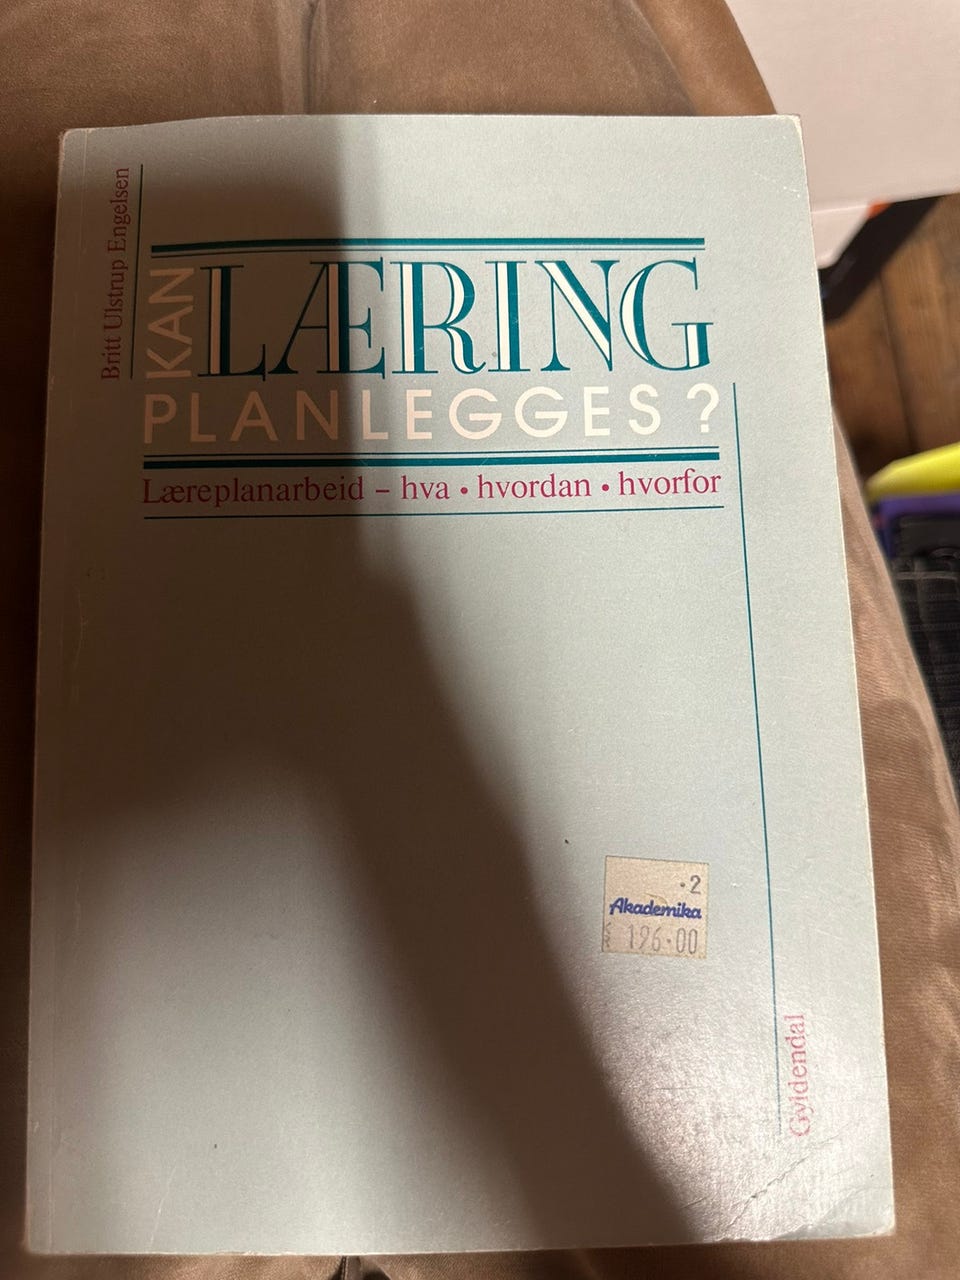 Britt Ulstrup Engelsen
KAN
LÆRING
PLANLEGGES?
Læreplanarbeid – hva • hvordan • hvorfor
·2
Akademika
196·00
Gyldendal